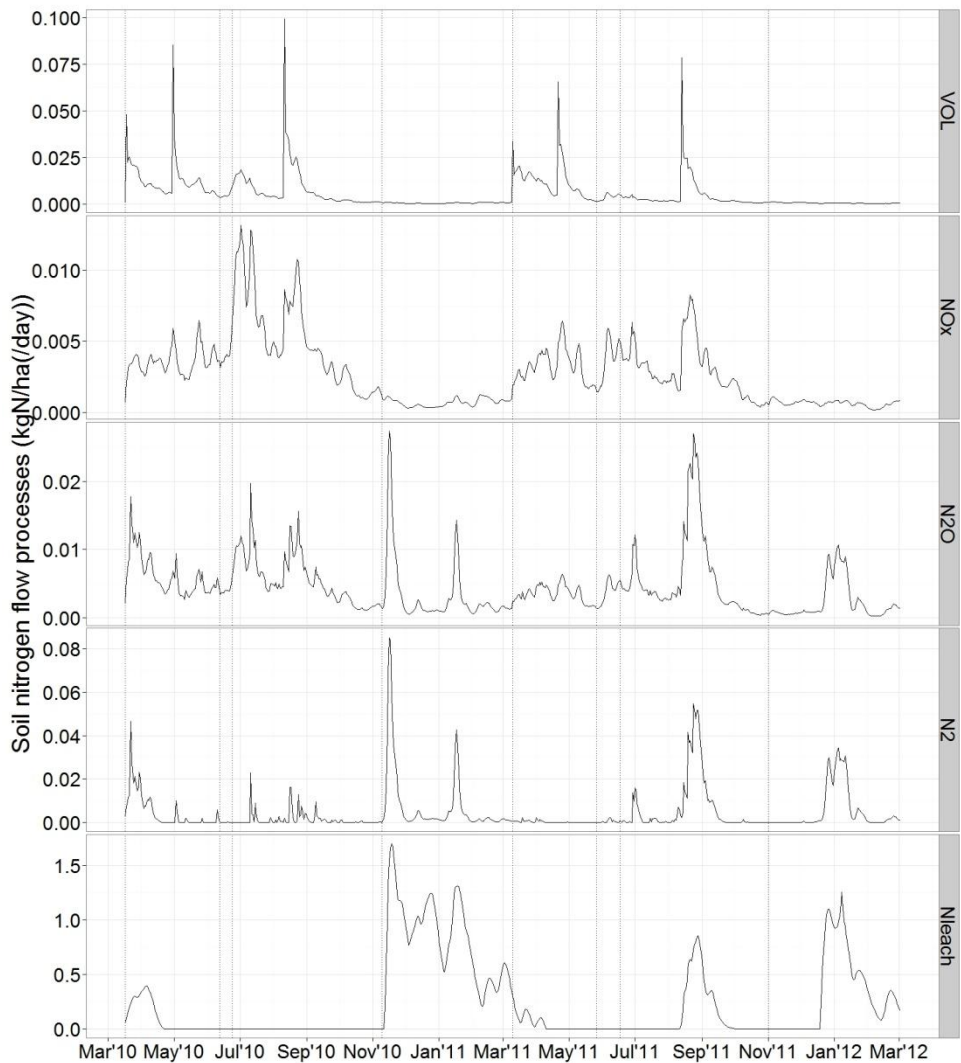 Soil nitrogen flow processes (kgN/ha(/day))
0.100
0.075
0.050
0.025
0.000
VOL
0.010
0.005
0.000
NOx
0.02
0.01
0.00
N2O
0.08
0.06
0.04
0.02
0.00
N2
1.5
1.0
0.5
0.0
Nleach
Mar'10 May'10 Jul'10 Sep'10 Nov'10 Jan'11 Mar'11 May'11 Jul'11 Sep'11 Nov'11 Jan'12 Mar'12